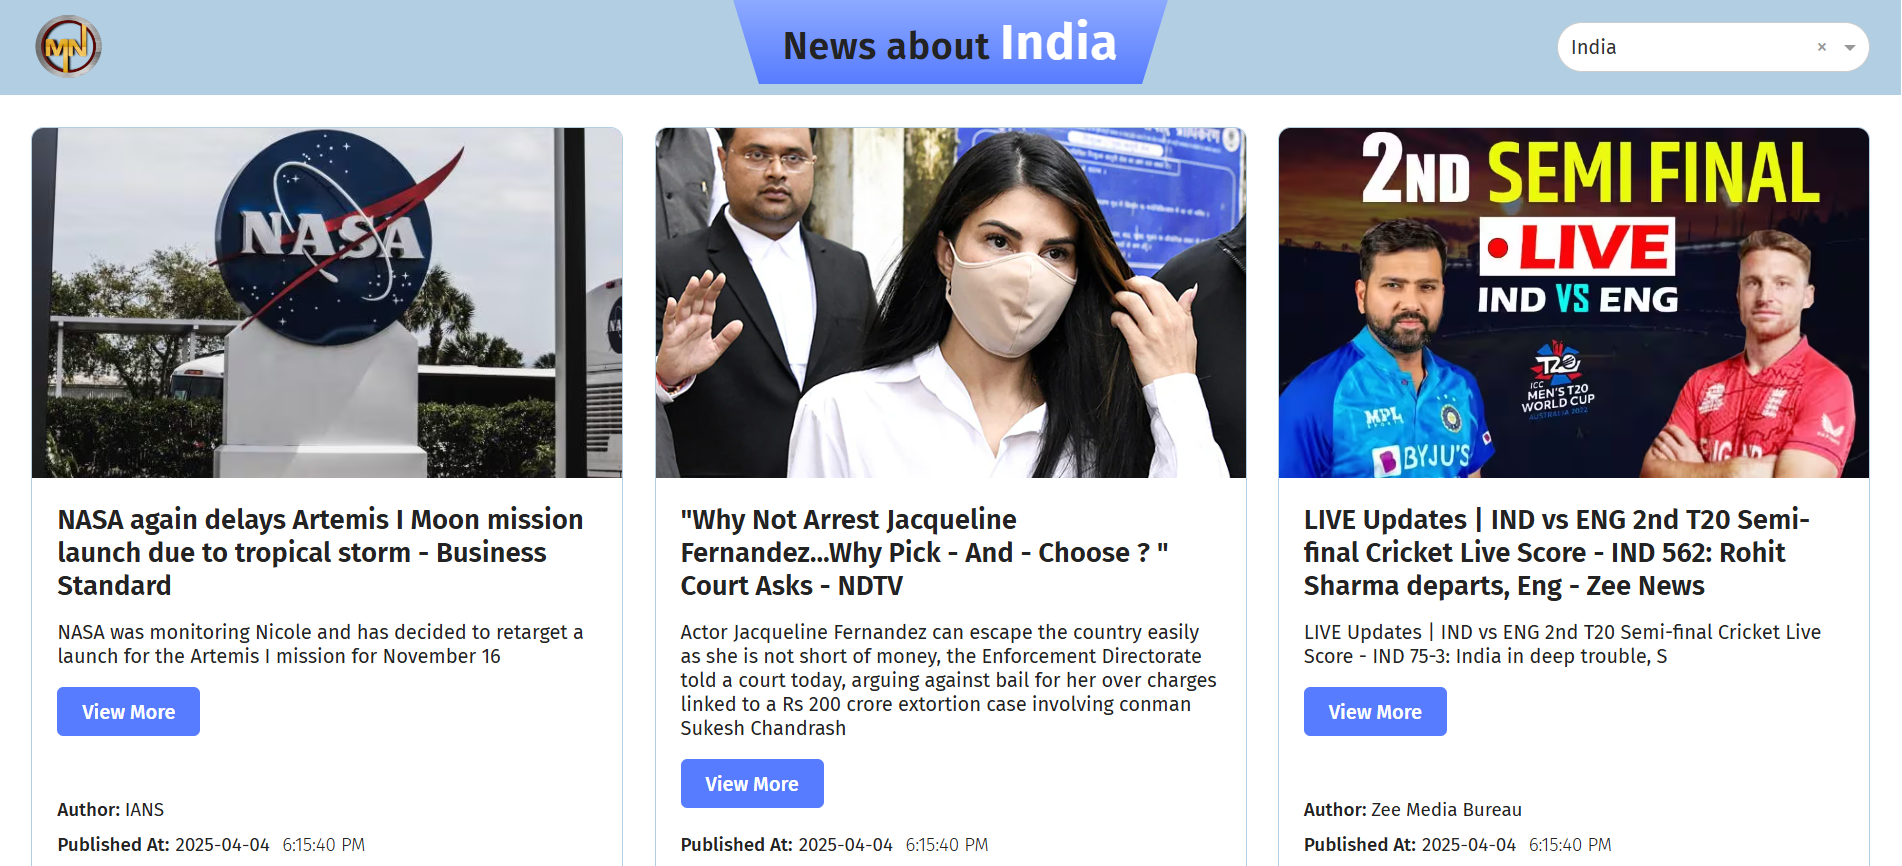 MN
News about India
India
×
NASA
NA
2ND SEMI FINAL
LIVE
IND VS ENG
T20
ICC
MEN'S T20
WORLD CUP
AUSTRALIA 2022
MPL
SPORTS
BYJU'S
ENGLAND
NASA again delays Artemis I Moon mission
launch due to tropical storm - Business
Standard
NASA was monitoring Nicole and has decided to retarget a
launch for the Artemis I mission for November 16
View More
Author: IANS
Published At: 2025-04-04 6:15:40 PM
"Why Not Arrest Jacqueline
Fernandez...Why Pick - And - Choose ? "
Court Asks - NDTV
Actor Jacqueline Fernandez can escape the country easily
as she is not short of money, the Enforcement Directorate
told a court today, arguing against bail for her over charges
linked to a Rs 200 crore extortion case involving conman
Sukesh Chandrash
View More
Published At: 2025-04-04 6:15:40 PM
LIVE Updates | IND vs ENG 2nd T20 Semi-
final Cricket Live Score - IND 562: Rohit
Sharma departs, Eng - Zee News
LIVE Updates | IND vs ENG 2nd T20 Semi-final Cricket Live
Score - IND 75-3: India in deep trouble, S
View More
Author: Zee Media Bureau
Published At: 2025-04-04 6:15:40 PM